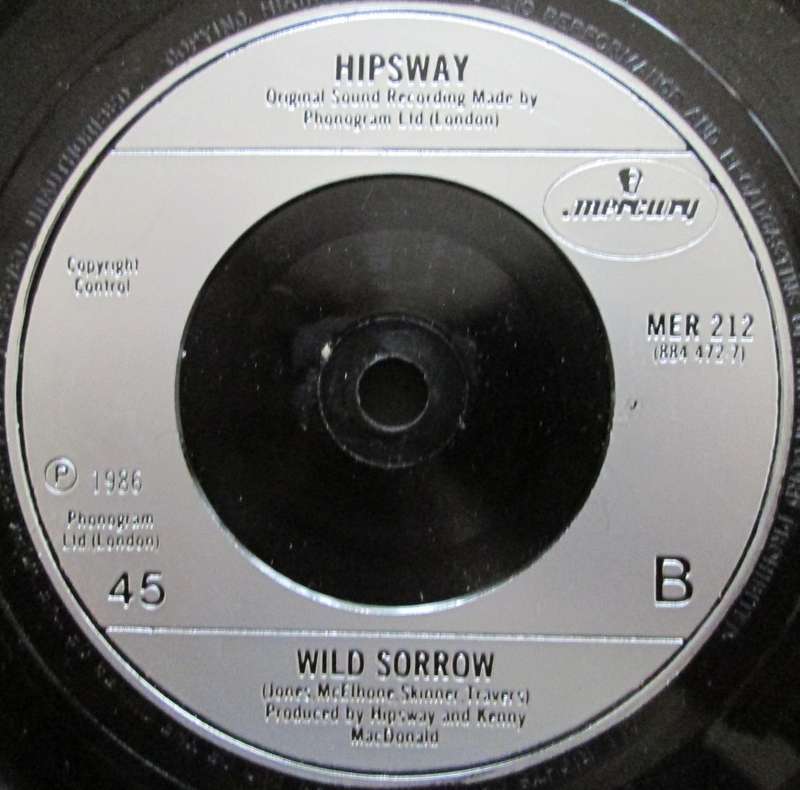 HIPSWAY
Original Sound Recording Made by
Phonogram Ltd.(London)
mercury
Copyright
Control
MER 212
(884 472-7)
P 1986
Phonogram
Ltd.(London)
45
B
WILD SORROW
(Jones McElhone Skinner Travers)
Produced by Hipsway and Kenny
MacDonald